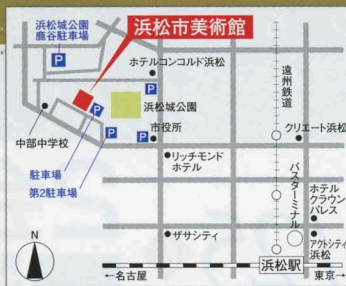 浜松城公園
鹿谷駐車場
浜松市美術館
P
ホテルコンコルド浜松
P
P
浜松城公園
P
P
市役所
中部中学校
駐車場
第2駐車場
リッチモンド
ホテル
ザザシティ
遠州鉄道
クリエート浜松
バスターミナル
ホテル
クラウン
パレス
アクトシティ
浜松
浜松駅
N
←名古屋
東京→